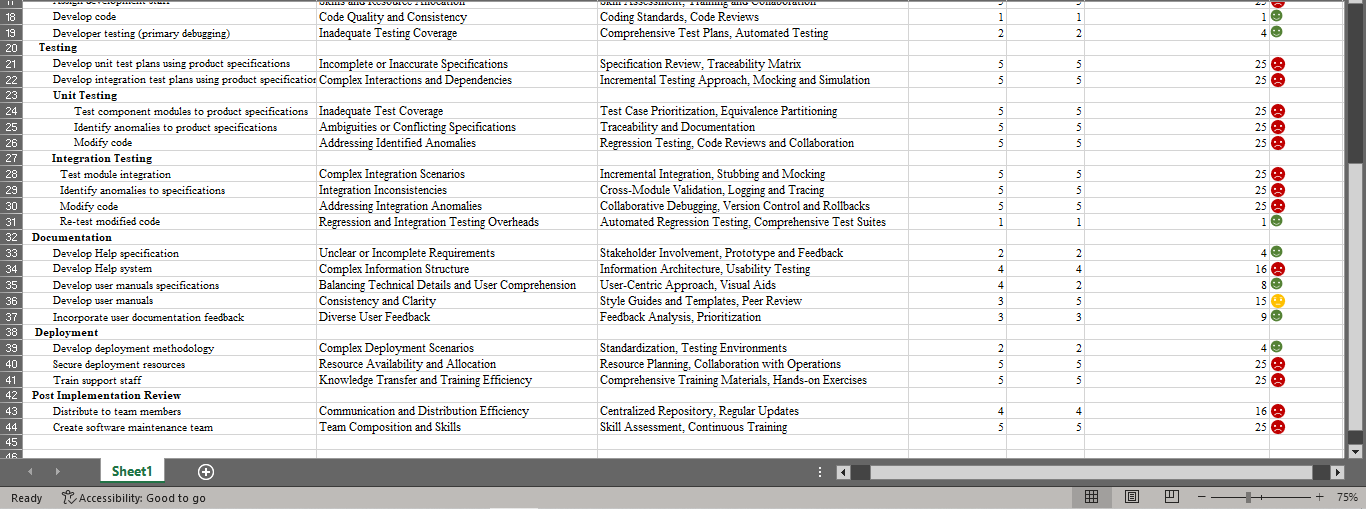 17 Assign development staff Skills and Resource Allocation Skill Assessment, Training and Collaboration 5 5 25
18 Develop code Code Quality and Consistency Coding Standards, Code Reviews 1 1 1
19 Developer testing (primary debugging) Inadequate Testing Coverage Comprehensive Test Plans, Automated Testing 2 2 4
20 Testing
21 Develop unit test plans using product specifications Incomplete or Inaccurate Specifications Specification Review, Traceability Matrix 5 5 25
22 Develop integration test plans using product specification Complex Interactions and Dependencies Incremental Testing Approach, Mocking and Simulation 5 5 25
23 Unit Testing
24 Test component modules to product specifications Inadequate Test Coverage Test Case Prioritization, Equivalence Partitioning 5 5 25
25 Identify anomalies to product specifications Ambiguities or Conflicting Specifications Traceability and Documentation 5 5 25
26 Modify code Addressing Identified Anomalies Regression Testing, Code Reviews and Collaboration 5 5 25
27 Integration Testing
28 Test module integration Complex Integration Scenarios Incremental Integration, Stubbing and Mocking 5 5 25
29 Identify anomalies to specifications Integration Inconsistencies Cross-Module Validation, Logging and Tracing 5 5 25
30 Modify code Addressing Integration Anomalies Collaborative Debugging, Version Control and Rollbacks 5 5 25
31 Re-test modified code Regression and Integration Testing Overheads Automated Regression Testing, Comprehensive Test Suites 1 1 1
32 Documentation
33 Develop Help specification Unclear or Incomplete Requirements Stakeholder Involvement, Prototype and Feedback 2 2 4
34 Develop Help system Complex Information Structure Information Architecture, Usability Testing 4 4 16
35 Develop user manuals specifications Balancing Technical Details and User Comprehension User-Centric Approach, Visual Aids 4 2 8
36 Develop user manuals Consistency and Clarity Style Guides and Templates, Peer Review 3 5 15
37 Incorporate user documentation feedback Diverse User Feedback Feedback Analysis, Prioritization 3 3 9
38 Deployment
39 Develop deployment methodology Complex Deployment Scenarios Standardization, Testing Environments 2 2 4
40 Secure deployment resources Resource Availability and Allocation Resource Planning, Collaboration with Operations 5 5 25
41 Train support staff Knowledge Transfer and Training Efficiency Comprehensive Training Materials, Hands-on Exercises 5 5 25
42 Post Implementation Review
43 Distribute to team members Communication and Distribution Efficiency Centralized Repository, Regular Updates 4 4 16
44 Create software maintenance team Team Composition and Skills Skill Assessment, Continuous Training 5 5 25
45
46
Sheet1
Ready Accessibility: Good to go 75%